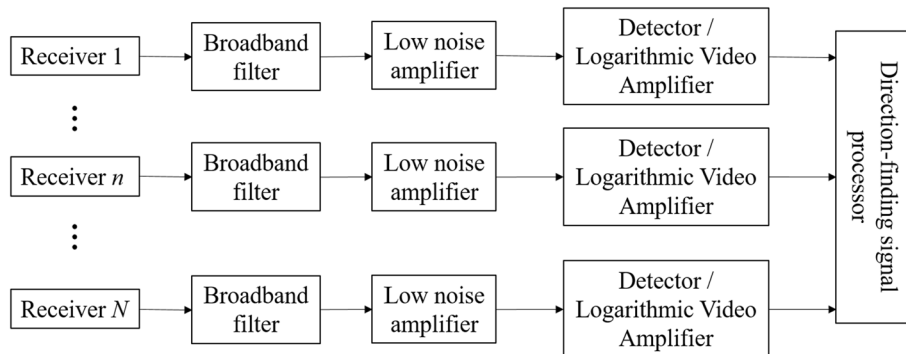 Receiver 1
Broadband
filter
Low noise
amplifier
Detector /
Logarithmic Video
Amplifier
Receiver n
Broadband
filter
Low noise
amplifier
Detector /
Logarithmic Video
Amplifier
Receiver N
Broadband
filter
Low noise
amplifier
Detector /
Logarithmic Video
Amplifier
Direction-finding signal
processor